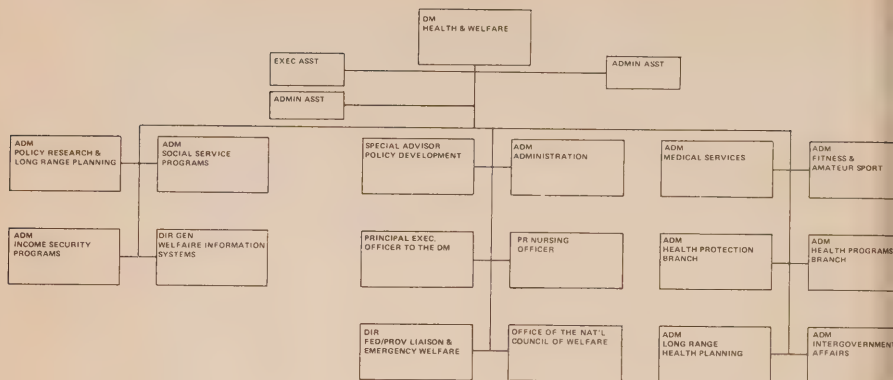 DM
HEALTH & WELFARE
EXEC ASST
ADMIN ASST
ADMIN ASST
ADM
POLICY RESEARCH &
LONG RANGE PLANNING
ADM
SOCIAL SERVICE
PROGRAMS
SPECIAL ADVISOR
POLICY DEVELOPMENT
ADM
ADMINISTRATION
ADM
MEDICAL SERVICES
ADM
FITNESS &
AMATEUR SPORT
ADM
INCOME SECURITY
PROGRAMS
DIR GEN
WELFAIRE INFORMATION
SYSTEMS
PRINCIPAL EXEC.
OFFICER TO THE DM
PR NURSING
OFFICER
ADM
HEALTH PROTECTION
BRANCH
ADM
HEALTH PROGRAMS
BRANCH
DIR
FED/PROV LIAISON &
EMERGENCY WELFARE
OFFICE OF THE NAT'L
COUNCIL OF WELFARE
ADM
LONG RANGE
HEALTH PLANNING
ADM
INTERGOVERNMENT
AFFAIRS